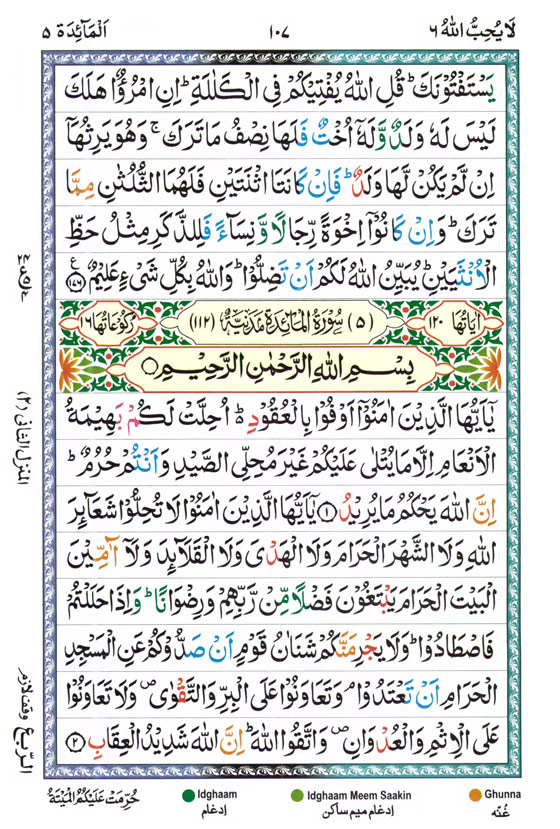 لَا یُحِبُّ اللّٰهُ ٦
١٠٧
اَلْمَآئِدَة ٥
یَسْتَفْتُوْنَكَ ؕ قُلِ اللّٰهُ یُفْتِیْكُمْ فِی الْكَلٰلَةِ ؕ اِنِ امْرُؤٌا هَلَكَ
لَیْسَ لَهٗ وَلَدٌ وَّلَهٗۤ اُخْتٌ فَلَهَا نِصْفُ مَا تَرَكَ ۚ وَهُوَ یَرِثُهَاۤ
اِنْ لَّمْ یَكُنْ لَّهَا وَلَدٌ ؕ فَاِنْ كَانَتَا اثْنَتَیْنِ فَلَهُمَا الثُّلُثٰنِ مِمَّا
تَرَكَ ؕ وَاِنْ كَانُوْۤا اِخْوَةً رِّجَالًا وَّنِسَآءً فَلِلذَّكَرِ مِثْلُ حَظِّ
الْاُنْثَیَیْنِ ؕ یُبَیِّنُ اللّٰهُ لَكُمْ اَنْ تَضِلُّوْا ؕ وَاللّٰهُ بِكُلِّ شَیْءٍ عَلِیْمٌ ﴿١٧٦﴾ ع
اٰیَاتُهَا ١٢٠
(٥) سُوْرَةُ الْمَآئِدَةِ مَدَنِیَّةٌ (١١٢)
رُكُوْعَاتُهَا ١٦
بِسْمِ اللّٰهِ الرَّحْمٰنِ الرَّحِیْمِ
یٰۤاَیُّهَا الَّذِیْنَ اٰمَنُوْۤا اَوْفُوْا بِالْعُقُوْدِ ؕ اُحِلَّتْ لَكُمْ بَهِیْمَةُ
الْاَنْعَامِ اِلَّا مَا یُتْلٰی عَلَیْكُمْ غَیْرَ مُحِلِّی الصَّیْدِ وَاَنْتُمْ حُرُمٌ ؕ
اِنَّ اللّٰهَ یَحْكُمُ مَا یُرِیْدُ ﴿١﴾ یٰۤاَیُّهَا الَّذِیْنَ اٰمَنُوْا لَا تُحِلُّوْا شَعَآئِرَ
اللّٰهِ وَلَا الشَّهْرَ الْحَرَامَ وَلَا الْهَدْیَ وَلَا الْقَلَآئِدَ وَلَاۤ آٰمِّیْنَ
الْبَیْتَ الْحَرَامَ یَبْتَغُوْنَ فَضْلًا مِّنْ رَّبِّهِمْ وَرِضْوَانًا ؕ وَاِذَا حَلَلْتُمْ
فَاصْطَادُوْا ؕ وَلَا یَجْرِمَنَّكُمْ شَنَاٰنُ قَوْمٍ اَنْ صَدُّوْكُمْ عَنِ الْمَسْجِدِ
الْحَرَامِ اَنْ تَعْتَدُوْا ۘ وَتَعَاوَنُوْا عَلَی الْبِرِّ وَالتَّقْوٰی ۪ وَلَا تَعَاوَنُوْا
عَلَی الْاِثْمِ وَالْعُدْوَانِ ۪ وَاتَّقُوا اللّٰهَ ؕ اِنَّ اللّٰهَ شَدِیْدُ الْعِقَابِ ﴿٢﴾
المنزل الثانی (٢)
وقف لازم
الرّبع
حُرِّمَتْ عَلَیْكُمُ الْمَیْتَةُ
Idghaam
ادغام
Idghaam Meem Saakin
ادغام میم ساکن
Ghunna
غنّه